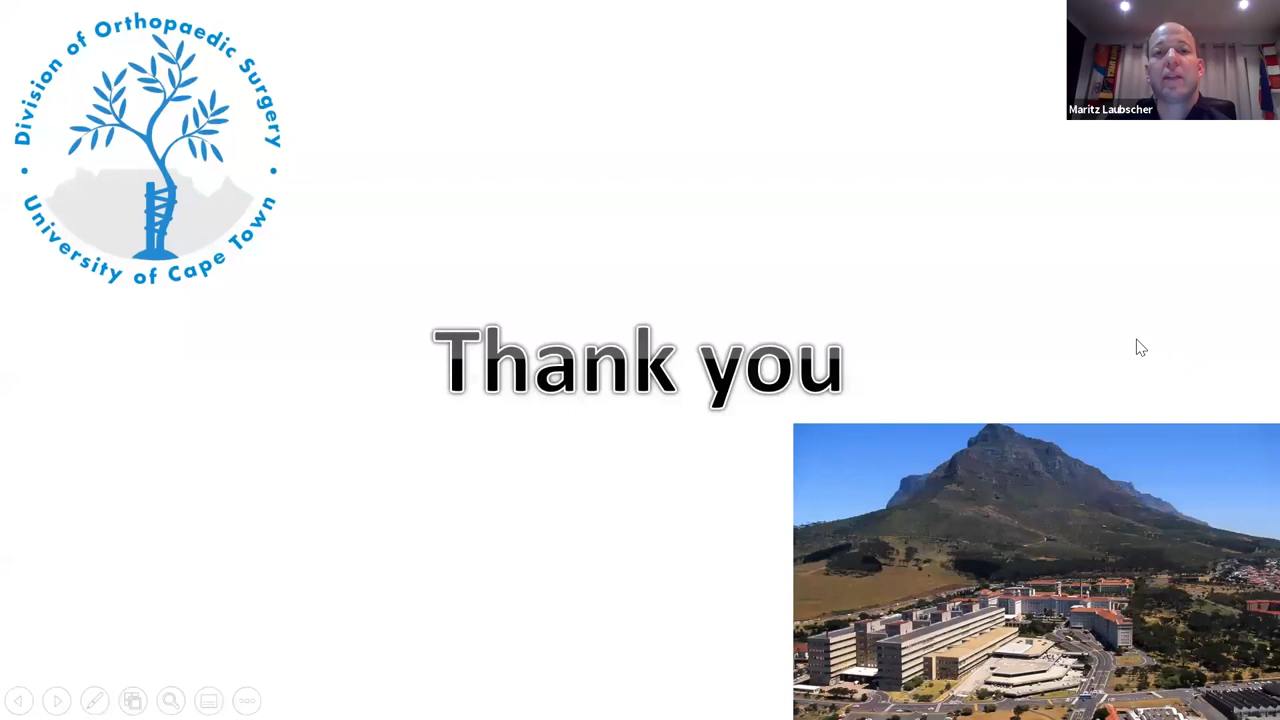 Division of Orthopaedic Surgery
University of Cape Town
Maritz Laubscher
Thank you